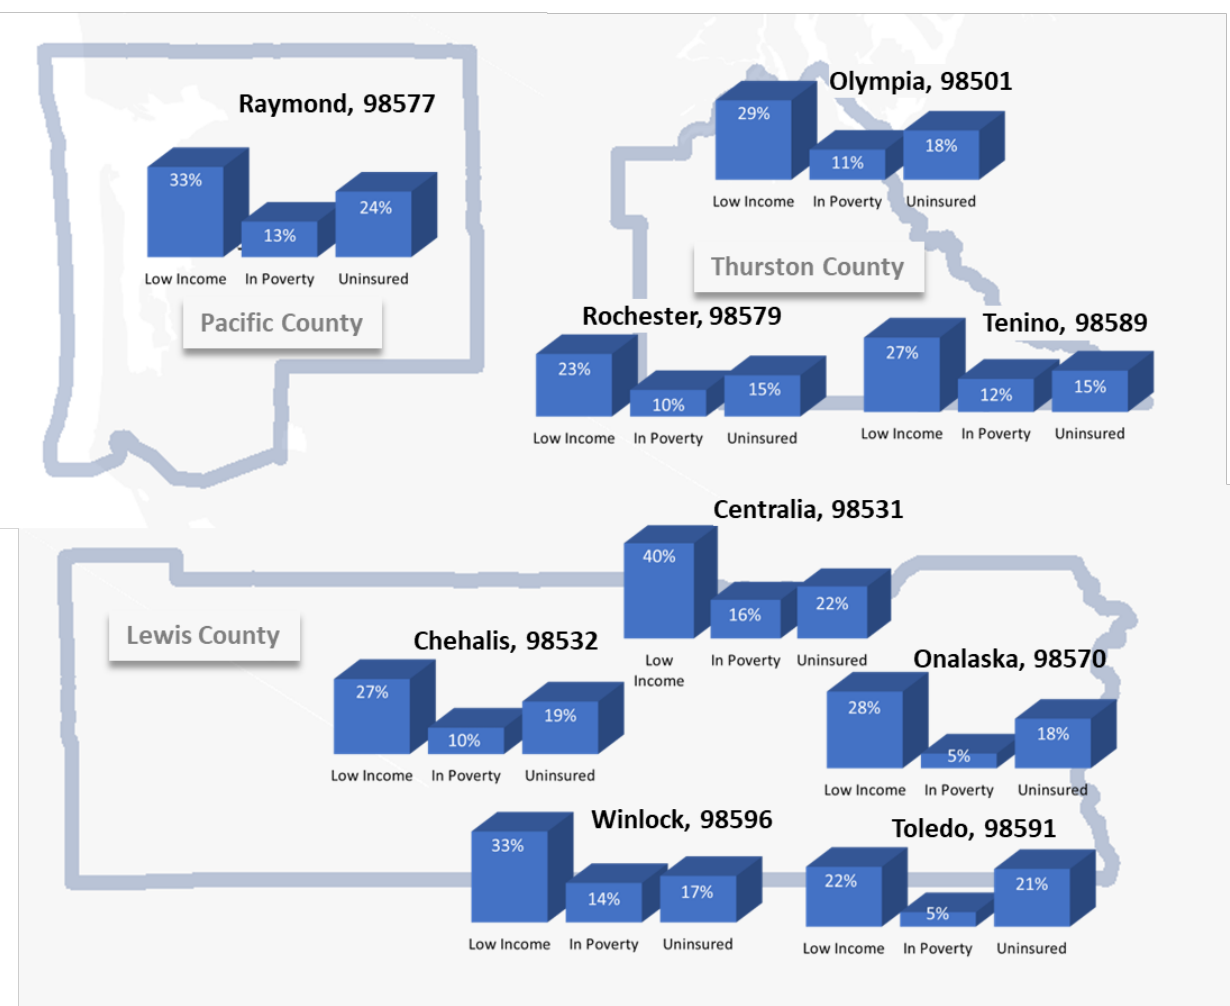 Raymond, 98577
33%
13%
24%
Low Income
In Poverty
Uninsured
Pacific County
Olympia, 98501
29%
11%
18%
Low Income
In Poverty
Uninsured
Thurston County
Rochester, 98579
23%
10%
15%
Low Income
In Poverty
Uninsured
Tenino, 98589
27%
12%
15%
Low Income
In Poverty
Uninsured
Centralia, 98531
40%
16%
22%
Low
Income
In Poverty
Uninsured
Lewis County
Chehalis, 98532
27%
10%
19%
Low Income
In Poverty
Uninsured
Onalaska, 98570
28%
5%
18%
Low Income
In Poverty
Uninsured
Winlock, 98596
33%
14%
17%
Low Income
In Poverty
Uninsured
Toledo, 98591
22%
5%
21%
Low Income
In Poverty
Uninsured